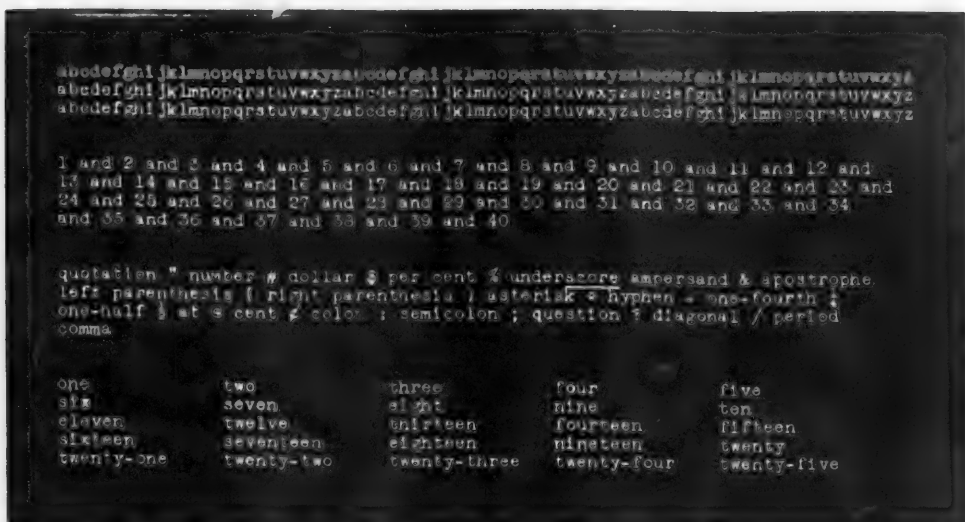 abcdefghijklmnopqrstuvwxyzabcdefghijklmnopqrstuvwxyzabcdefghijklmnopqrstuvwxyz
abcdefghijklmnopqrstuvwxyzabcdefghijklmnopqrstuvwxyzabcdefghijklmnopqrstuvwxyz
abcdefghijklmnopqrstuvwxyzabcdefghijklmnopqrstuvwxyzabcdefghijklmnopqrstuvwxyz
1 and 2 and 3 and 4 and 5 and 6 and 7 and 8 and 9 and 10 and 11 and 12 and
13 and 14 and 15 and 16 and 17 and 18 and 19 and 20 and 21 and 22 and 23 and
24 and 25 and 26 and 27 and 28 and 29 and 30 and 31 and 32 and 33 and 34
and 35 and 36 and 37 and 38 and 39 and 40
quotation " number # dollar $ per cent % underscore ampersand & apostrophe
left parenthesis ( right parenthesis ) asterisk * hyphen - one-fourth ¼
one-half ½ at @ cent ¢ colon : semicolon ; question ? diagonal / period
comma
one two three four five
six seven eight nine ten
eleven twelve thirteen fourteen fifteen
sixteen seventeen eighteen nineteen twenty
twenty-one twenty-two twenty-three twenty-four twenty-five